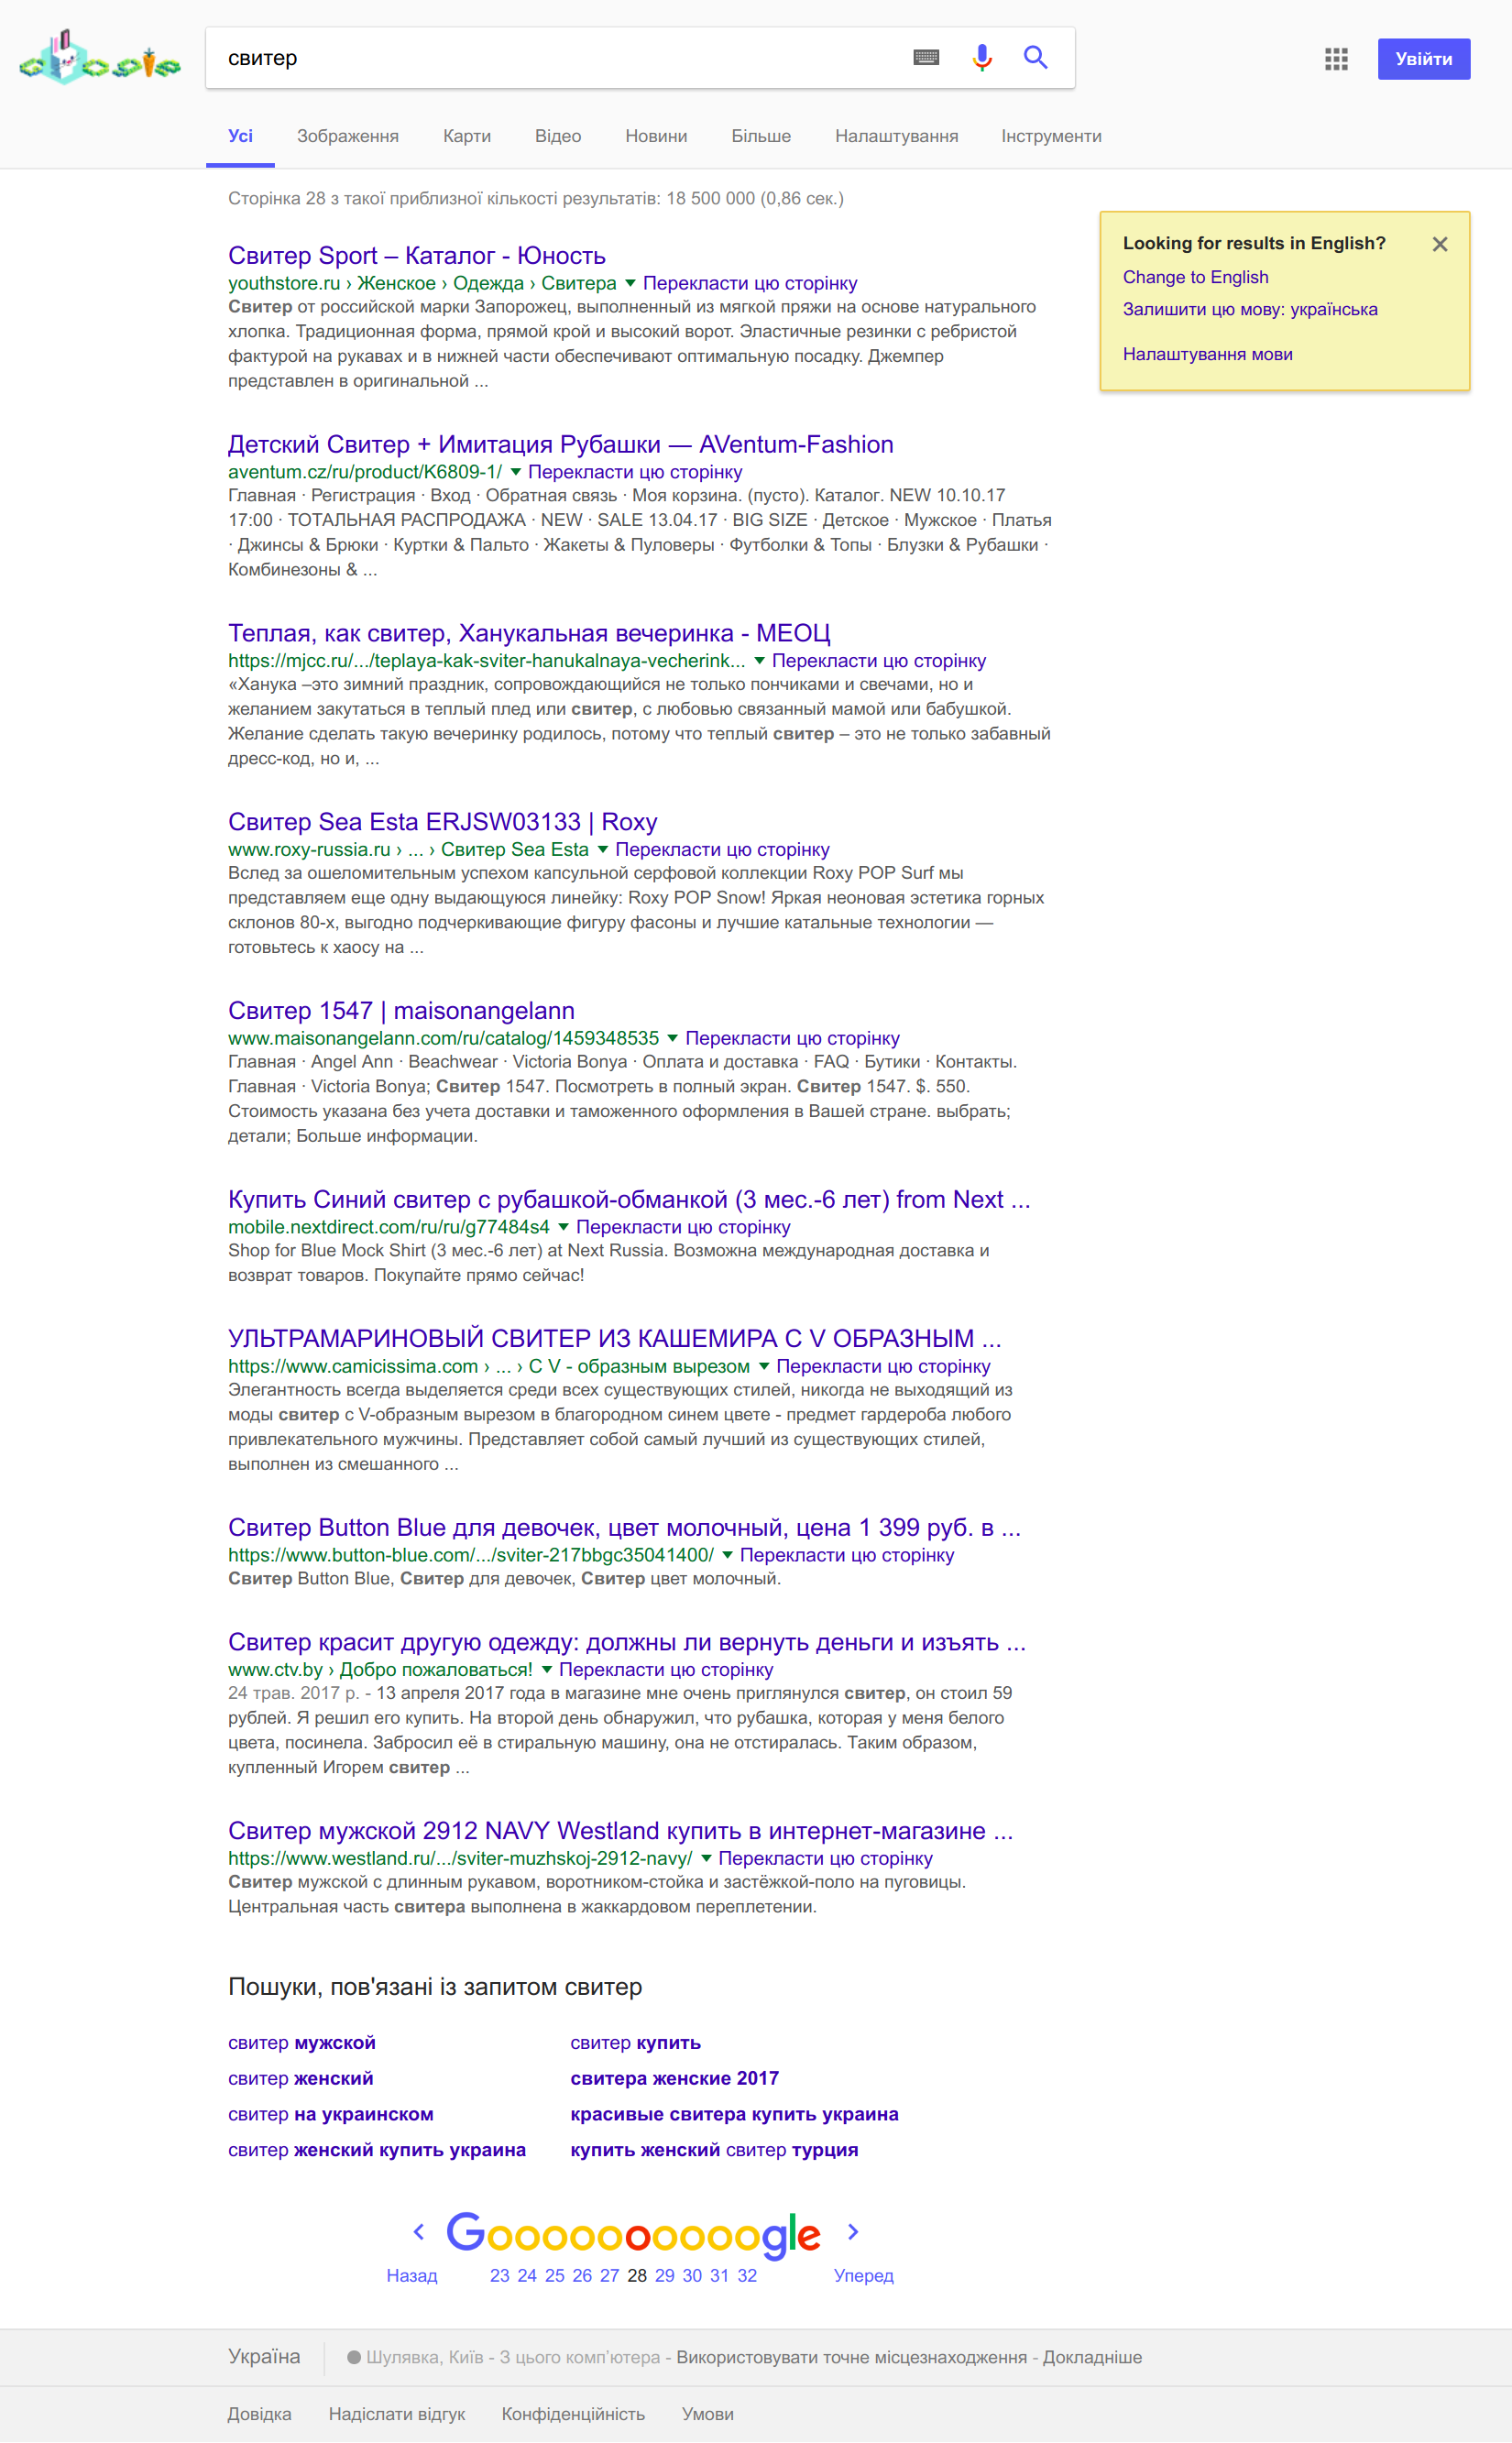 свитер
Увійти
Усі Зображення Карти Відео Новини Більше Налаштування Інструменти
Сторінка 28 з такої приблизної кількості результатів: 18 500 000 (0,86 сек.)
Looking for results in English?
Change to English
Залишити цю мову: українська
Налаштування мови
Свитер Sport – Каталог - Юность
youthstore.ru › Женское › Одежда › Свитера ▼ Перекласти цю сторінку
Свитер от российской марки Запорожец, выполненный из мягкой пряжи на основе натурального
хлопка. Традиционная форма, прямой крой и высокий ворот. Эластичные резинки с ребристой
фактурой на рукавах и в нижней части обеспечивают оптимальную посадку. Джемпер
представлен в оригинальной ...
Детский Свитер + Имитация Рубашки — AVentum-Fashion
aventum.cz/ru/product/K6809-1/ ▼ Перекласти цю сторінку
Главная · Регистрация · Вход · Обратная связь · Моя корзина. (пусто). Каталог. NEW 10.10.17
17:00 · ТОТАЛЬНАЯ РАСПРОДАЖА · NEW · SALE 13.04.17 · BIG SIZE · Детское · Мужское · Платья
· Джинсы & Брюки · Куртки & Пальто · Жакеты & Пуловеры · Футболки & Топы · Блузки & Рубашки ·
Комбинезоны & ...
Теплая, как свитер, Ханукальная вечеринка - МЕОЦ
https://mjcc.ru/.../teplaya-kak-sviter-hanukalnaya-vecherink... ▼ Перекласти цю сторінку
«Ханука –это зимний праздник, сопровождающийся не только пончиками и свечами, но и
желанием закутаться в теплый плед или свитер, с любовью связанный мамой или бабушкой.
Желание сделать такую вечеринку родилось, потому что теплый свитер – это не только забавный
дресс-код, но и, ...
Свитер Sea Esta ERJSW03133 | Roxy
www.roxy-russia.ru › ... › Свитер Sea Esta ▼ Перекласти цю сторінку
Вслед за ошеломительным успехом капсульной серфовой коллекции Roxy POP Surf мы
представляем еще одну выдающуюся линейку: Roxy POP Snow! Яркая неоновая эстетика горных
склонов 80-х, выгодно подчеркивающие фигуру фасоны и лучшие катальные технологии —
готовьтесь к хаосу на ...
Свитер 1547 | maisonangelann
www.maisonangelann.com/ru/catalog/1459348535 ▼ Перекласти цю сторінку
Главная · Angel Ann · Beachwear · Victoria Bonya · Оплата и доставка · FAQ · Бутики · Контакты.
Главная · Victoria Bonya; Свитер 1547. Посмотреть в полный экран. Свитер 1547. $. 550.
Стоимость указана без учета доставки и таможенного оформления в Вашей стране. выбрать;
детали; Больше информации.
Купить Синий свитер с рубашкой-обманкой (3 мес.-6 лет) from Next ...
mobile.nextdirect.com/ru/ru/g77484s4 ▼ Перекласти цю сторінку
Shop for Blue Mock Shirt (3 мес.-6 лет) at Next Russia. Возможна международная доставка и
возврат товаров. Покупайте прямо сейчас!
УЛЬТРАМАРИНОВЫЙ СВИТЕР ИЗ КАШЕМИРА С V ОБРАЗНЫМ ...
https://www.camicissima.com › ... › С V - образным вырезом ▼ Перекласти цю сторінку
Элегантность всегда выделяется среди всех существующих стилей, никогда не выходящий из
моды свитер с V-образным вырезом в благородном синем цвете - предмет гардероба любого
привлекательного мужчины. Представляет собой самый лучший из существующих стилей,
выполнен из смешанного ...
Свитер Button Blue для девочек, цвет молочный, цена 1 399 руб. в ...
https://www.button-blue.com/.../sviter-217bbgc35041400/ ▼ Перекласти цю сторінку
Свитер Button Blue, Свитер для девочек, Свитер цвет молочный.
Свитер красит другую одежду: должны ли вернуть деньги и изъять ...
www.ctv.by › Добро пожаловаться! ▼ Перекласти цю сторінку
24 трав. 2017 р. - 13 апреля 2017 года в магазине мне очень приглянулся свитер, он стоил 59
рублей. Я решил его купить. На второй день обнаружил, что рубашка, которая у меня белого
цвета, посинела. Забросил её в стиральную машину, она не отстиралась. Таким образом,
купленный Игорем свитер ...
Свитер мужской 2912 NAVY Westland купить в интернет-магазине ...
https://www.westland.ru/.../sviter-muzhskoj-2912-navy/ ▼ Перекласти цю сторінку
Свитер мужской с длинным рукавом, воротником-стойка и застёжкой-поло на пуговицы.
Центральная часть свитера выполнена в жаккардовом переплетении.
Пошуки, пов'язані із запитом свитер
свитер мужской свитер купить
свитер женский свитера женские 2017
свитер на украинском красивые свитера купить украина
свитер женский купить украина купить женский свитер турция
Goooooooooogle
Назад 23 24 25 26 27 28 29 30 31 32 Уперед
Україна Шулявка, Київ - З цього комп'ютера - Використовувати точне місцезнаходження - Докладніше
Довідка Надіслати відгук Конфіденційність Умови